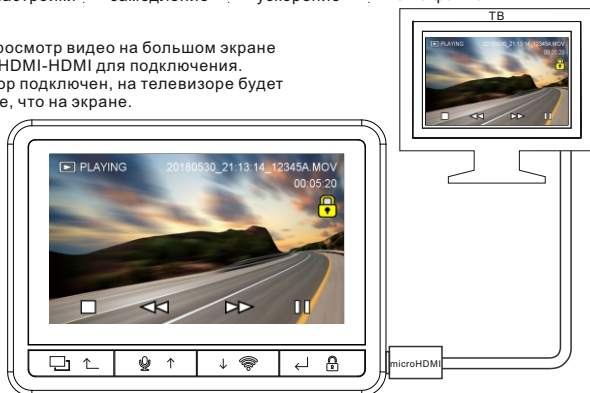 замедление
ускорение
росмотр видео на большом экране
HDMI-HDMI для подключения.
ор подключен, на телевизоре будет
е, что на экране.
ТВ
PLAYING
20180530_21:13:14_12345A.MOV
00:05:20
PLAYING 20180530_21:13:14_12345A.MOV
00:05:20
microHDMI